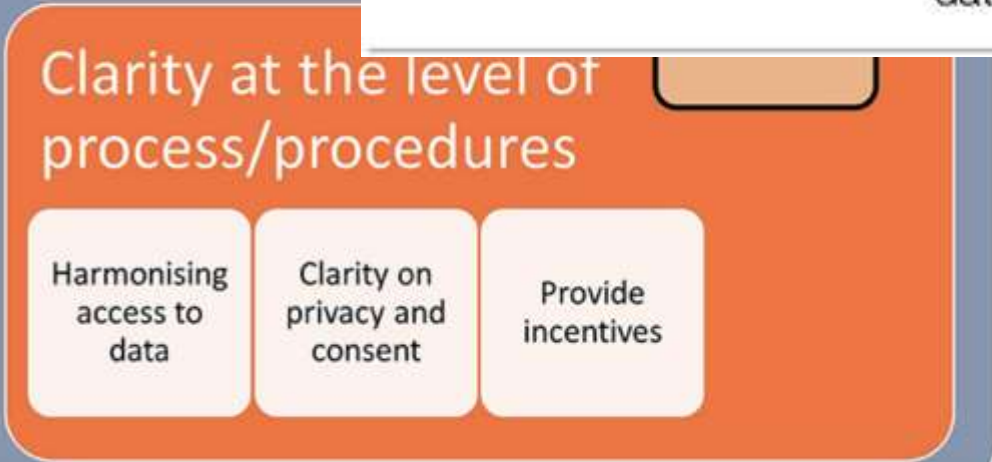 Clarity at the level of
process/procedures
Harmonising
access to
data
Clarity on
privacy and
consent
Provide
incentives